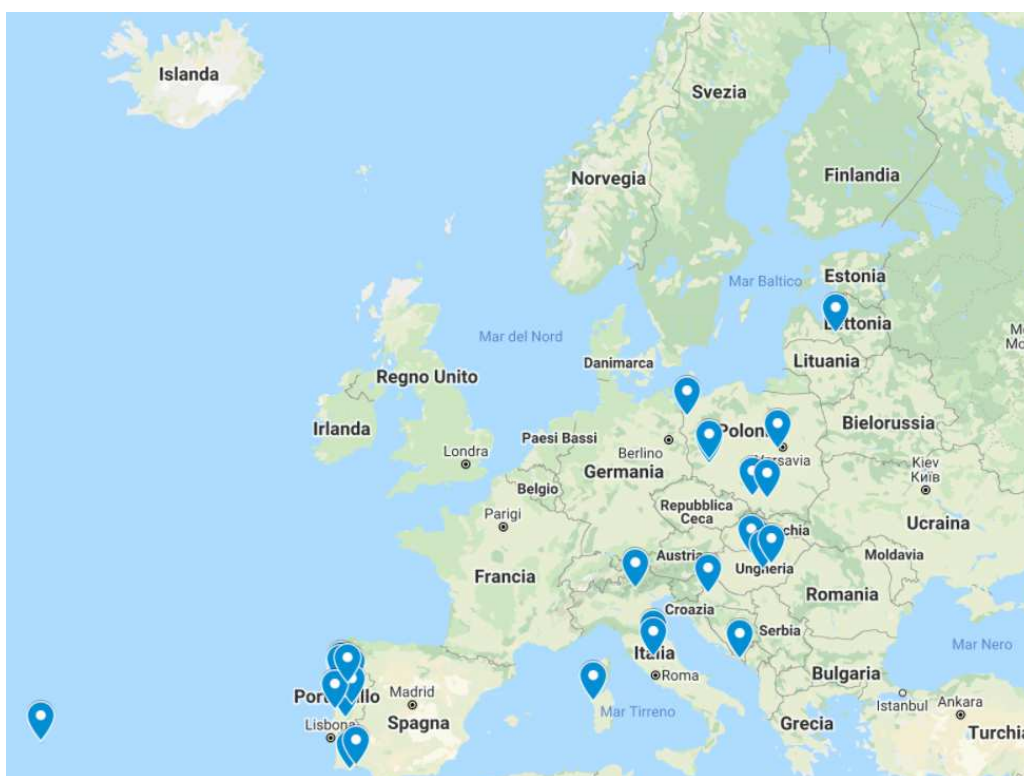 Islanda
Svezia
Norvegia
Finlandia
Mar Baltico
Estonia
Mar del Nord
Lettonia
Danimarca
Lituania
Regno Unito
Irlanda
Paesi Bassi
Berlino
Polonia
Bielorussia
Londra
Germania
Varsavia
Kiev
Київ
Belgio
Parigi
Repubblica
Ceca
Ucraina
Austria
Moldavia
Francia
Ungheria
Romania
Croazia
Serbia
Mar Nero
Italia
Roma
Bulgaria
Madrid
Istanbul
Ankara
Lisbona
Spagna
Mar Tirreno
Grecia